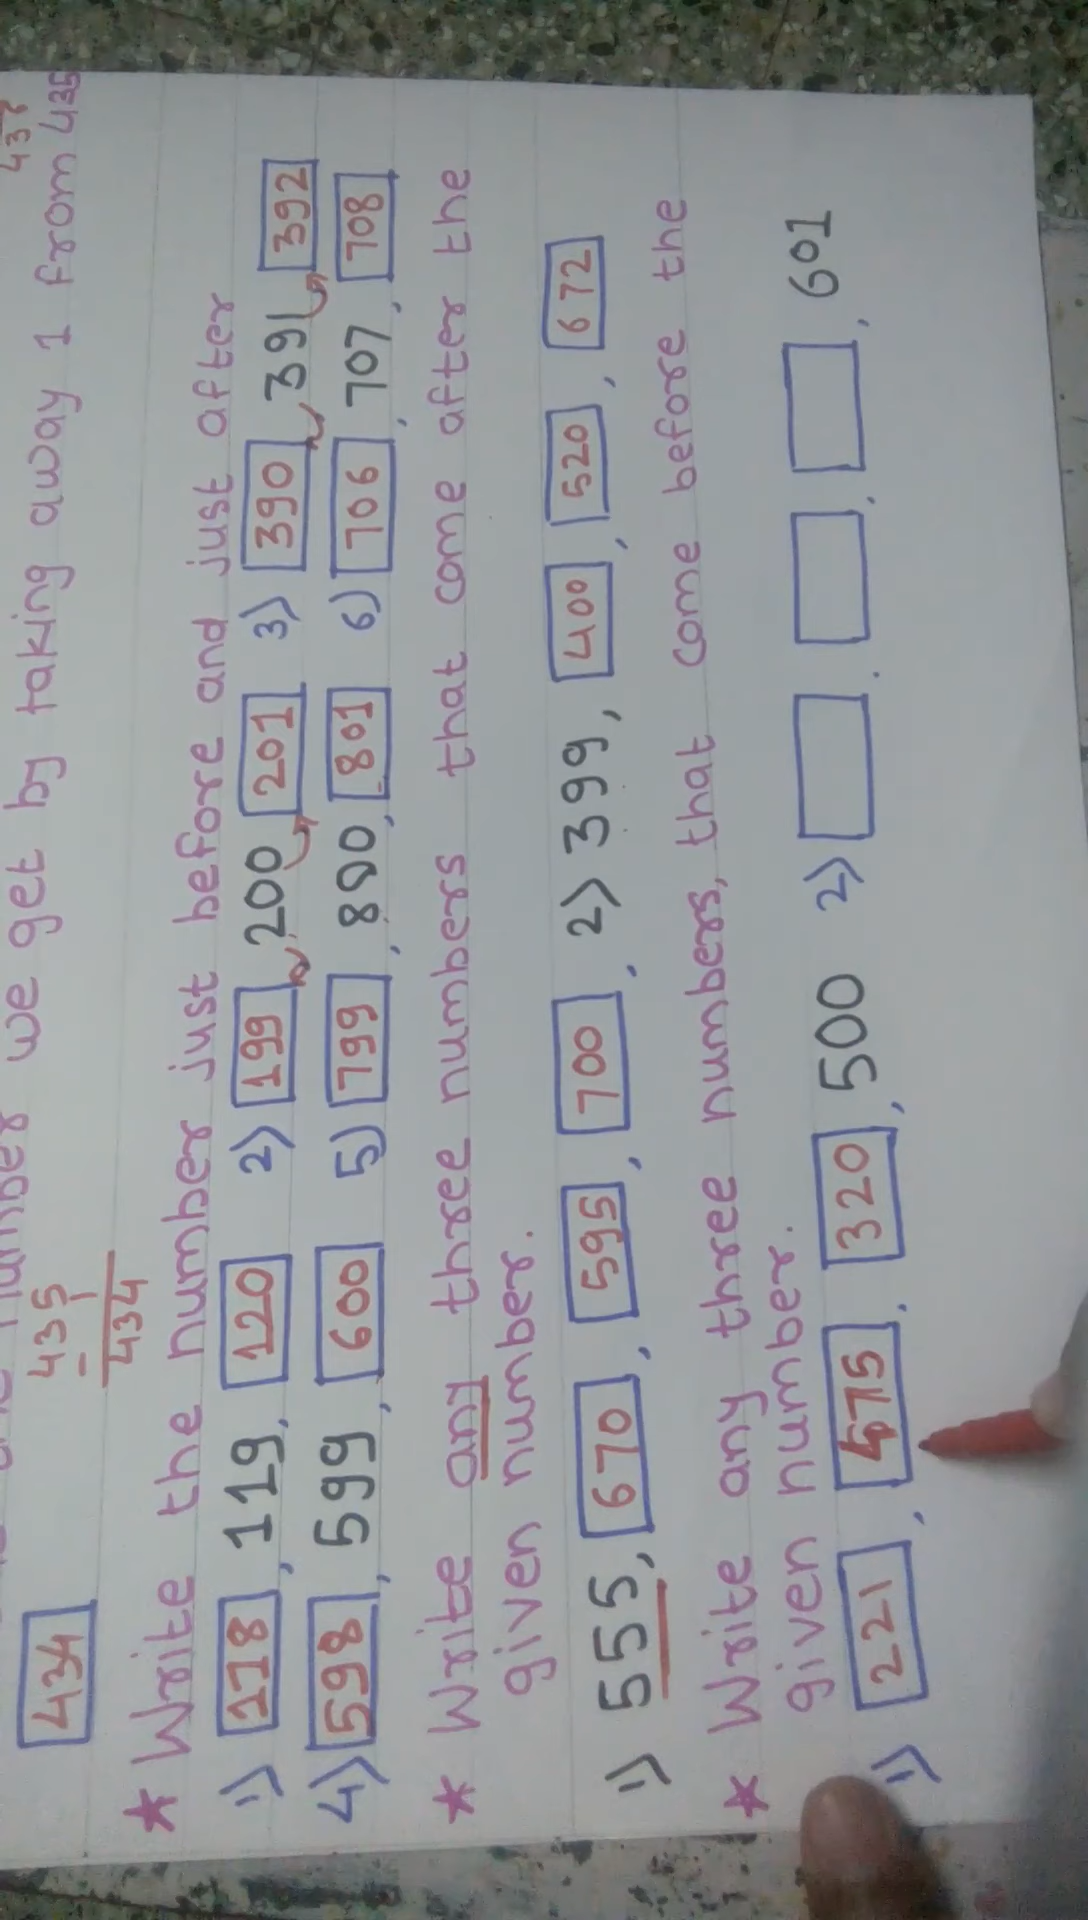 number we get by taking away 1 from 435
435
- 1
434
434
* Write the number just before and just after
1) 118, 119, 120 2) 199, 200, 201 3) 390, 391, 392
4) 598, 599, 600 5) 799, 800, 801 6) 706, 707, 708
* Write any three numbers that come after the
given number.
1) 555, 670, 595, 700, 2) 399, 400, 520, 672
* Write any three numbers, that come before the
given number.
1) 221, 475, 320, 500 2) , , , 601